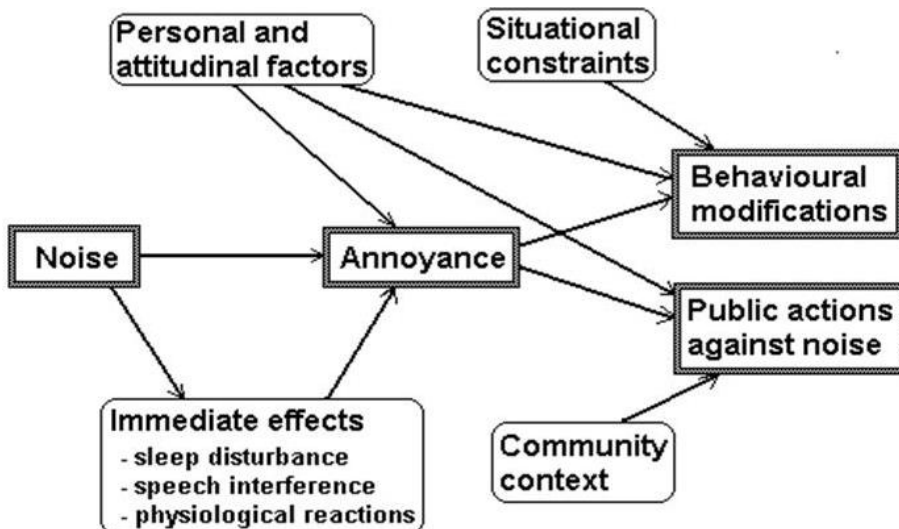 Personal and
attitudinal factors
Situational
constraints
Behavioural
modifications
Noise
Annoyance
Public actions
against noise
Immediate effects
- sleep disturbance
- speech interference
- physiological reactions
Community
context